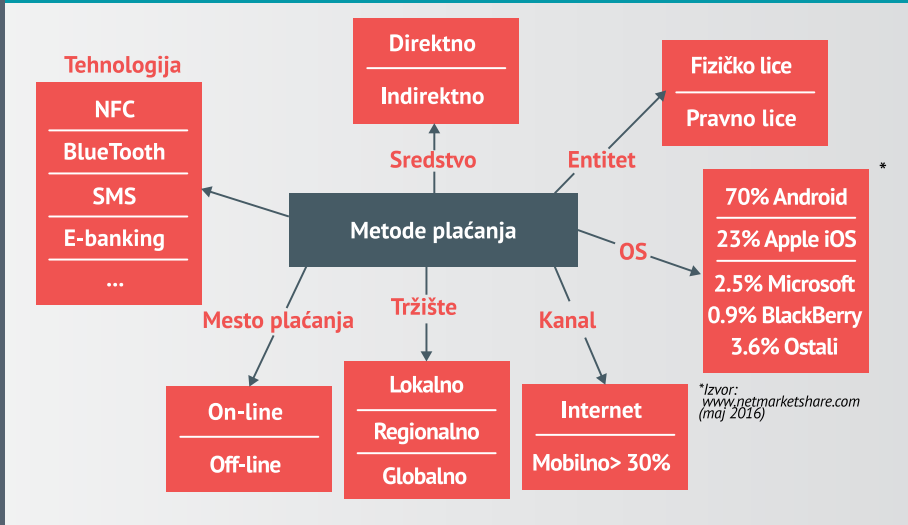 Tehnologija
NFC
BlueTooth
SMS
E-banking
...
Direktno
Indirektno
Sredstvo
Fizičko lice
Pravno lice
Entitet
Metode plaćanja
*
70% Android
23% Apple iOS
2.5% Microsoft
0.9% BlackBerry
3.6% Ostali
OS
*Izvor:
www.netmarketshare.com
(maj 2016)
Mesto plaćanja
On-line
Off-line
Tržište
Lokalno
Regionalno
Globalno
Kanal
Internet
Mobilno> 30%